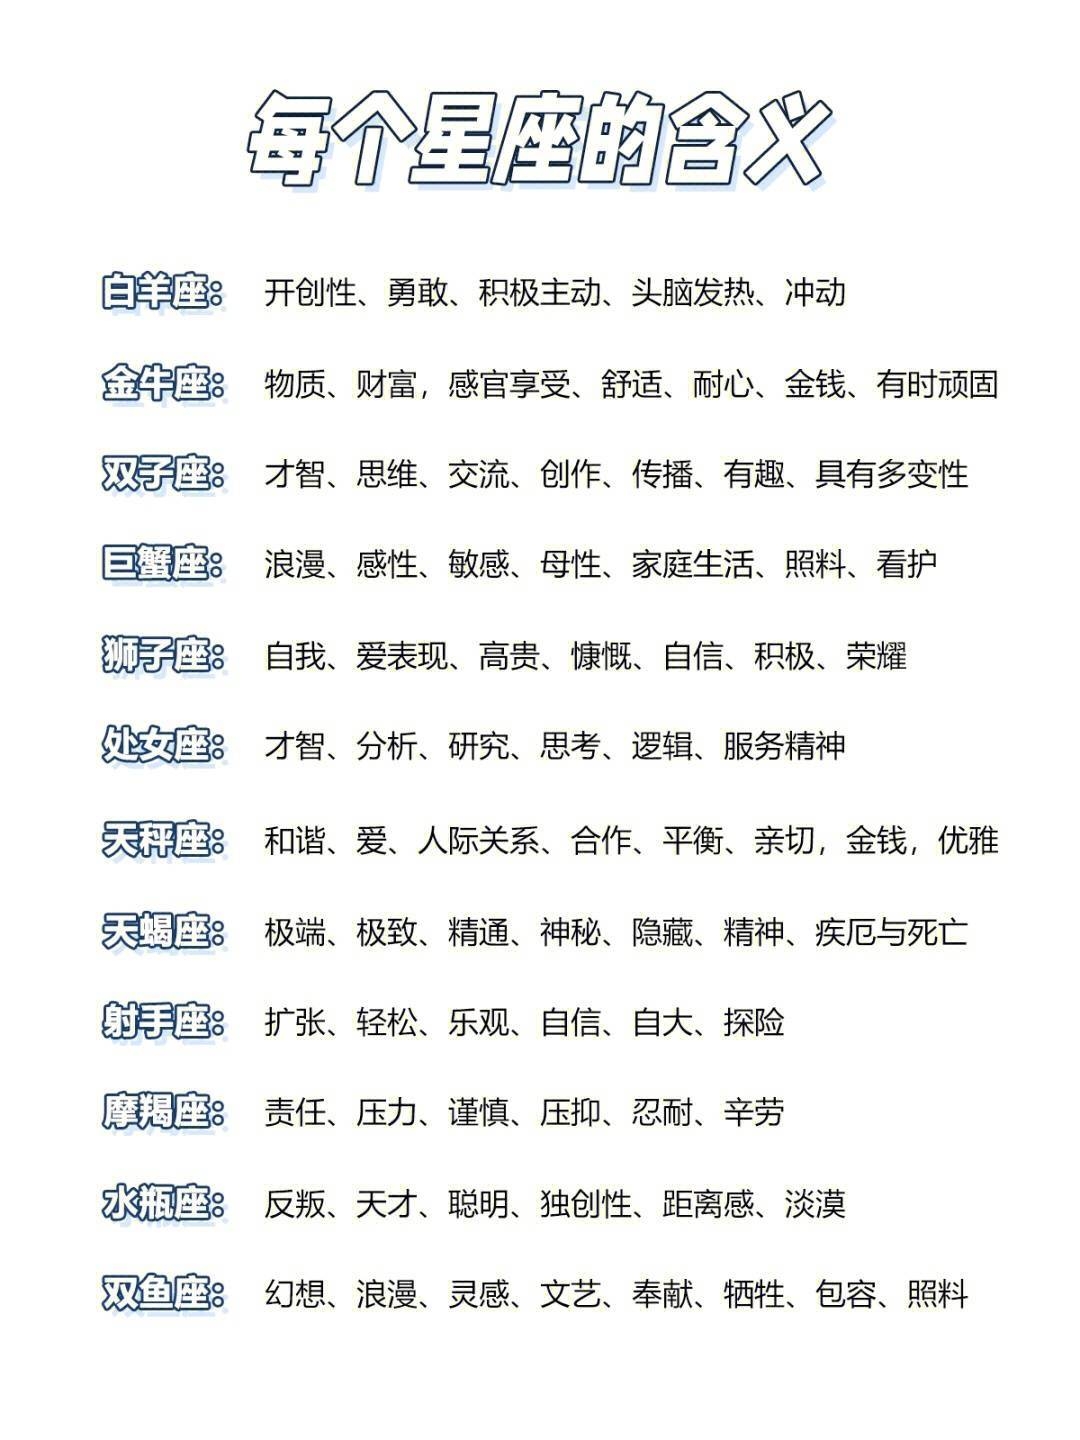 每个星座的含义
白羊座： 开创性、勇敢、积极主动、头脑发热、冲动
金牛座： 物质、财富，感官享受、舒适、耐心、金钱、有时顽固
双子座： 才智、思维、交流、创作、传播、有趣、具有多变性
巨蟹座： 浪漫、感性、敏感、母性、家庭生活、照料、看护
狮子座： 自我、爱表现、高贵、慷慨、自信、积极、荣耀
处女座： 才智、分析、研究、思考、逻辑、服务精神
天秤座： 和谐、爱、人际关系、合作、平衡、亲切，金钱，优雅
天蝎座： 极端、极致、精通、神秘、隐藏、精神、疾厄与死亡
射手座： 扩张、轻松、乐观、自信、自大、探险
摩羯座： 责任、压力、谨慎、压抑、忍耐、辛劳
水瓶座： 反叛、天才、聪明、独创性、距离感、淡漠
双鱼座： 幻想、浪漫、灵感、文艺、奉献、牺牲、包容、照料